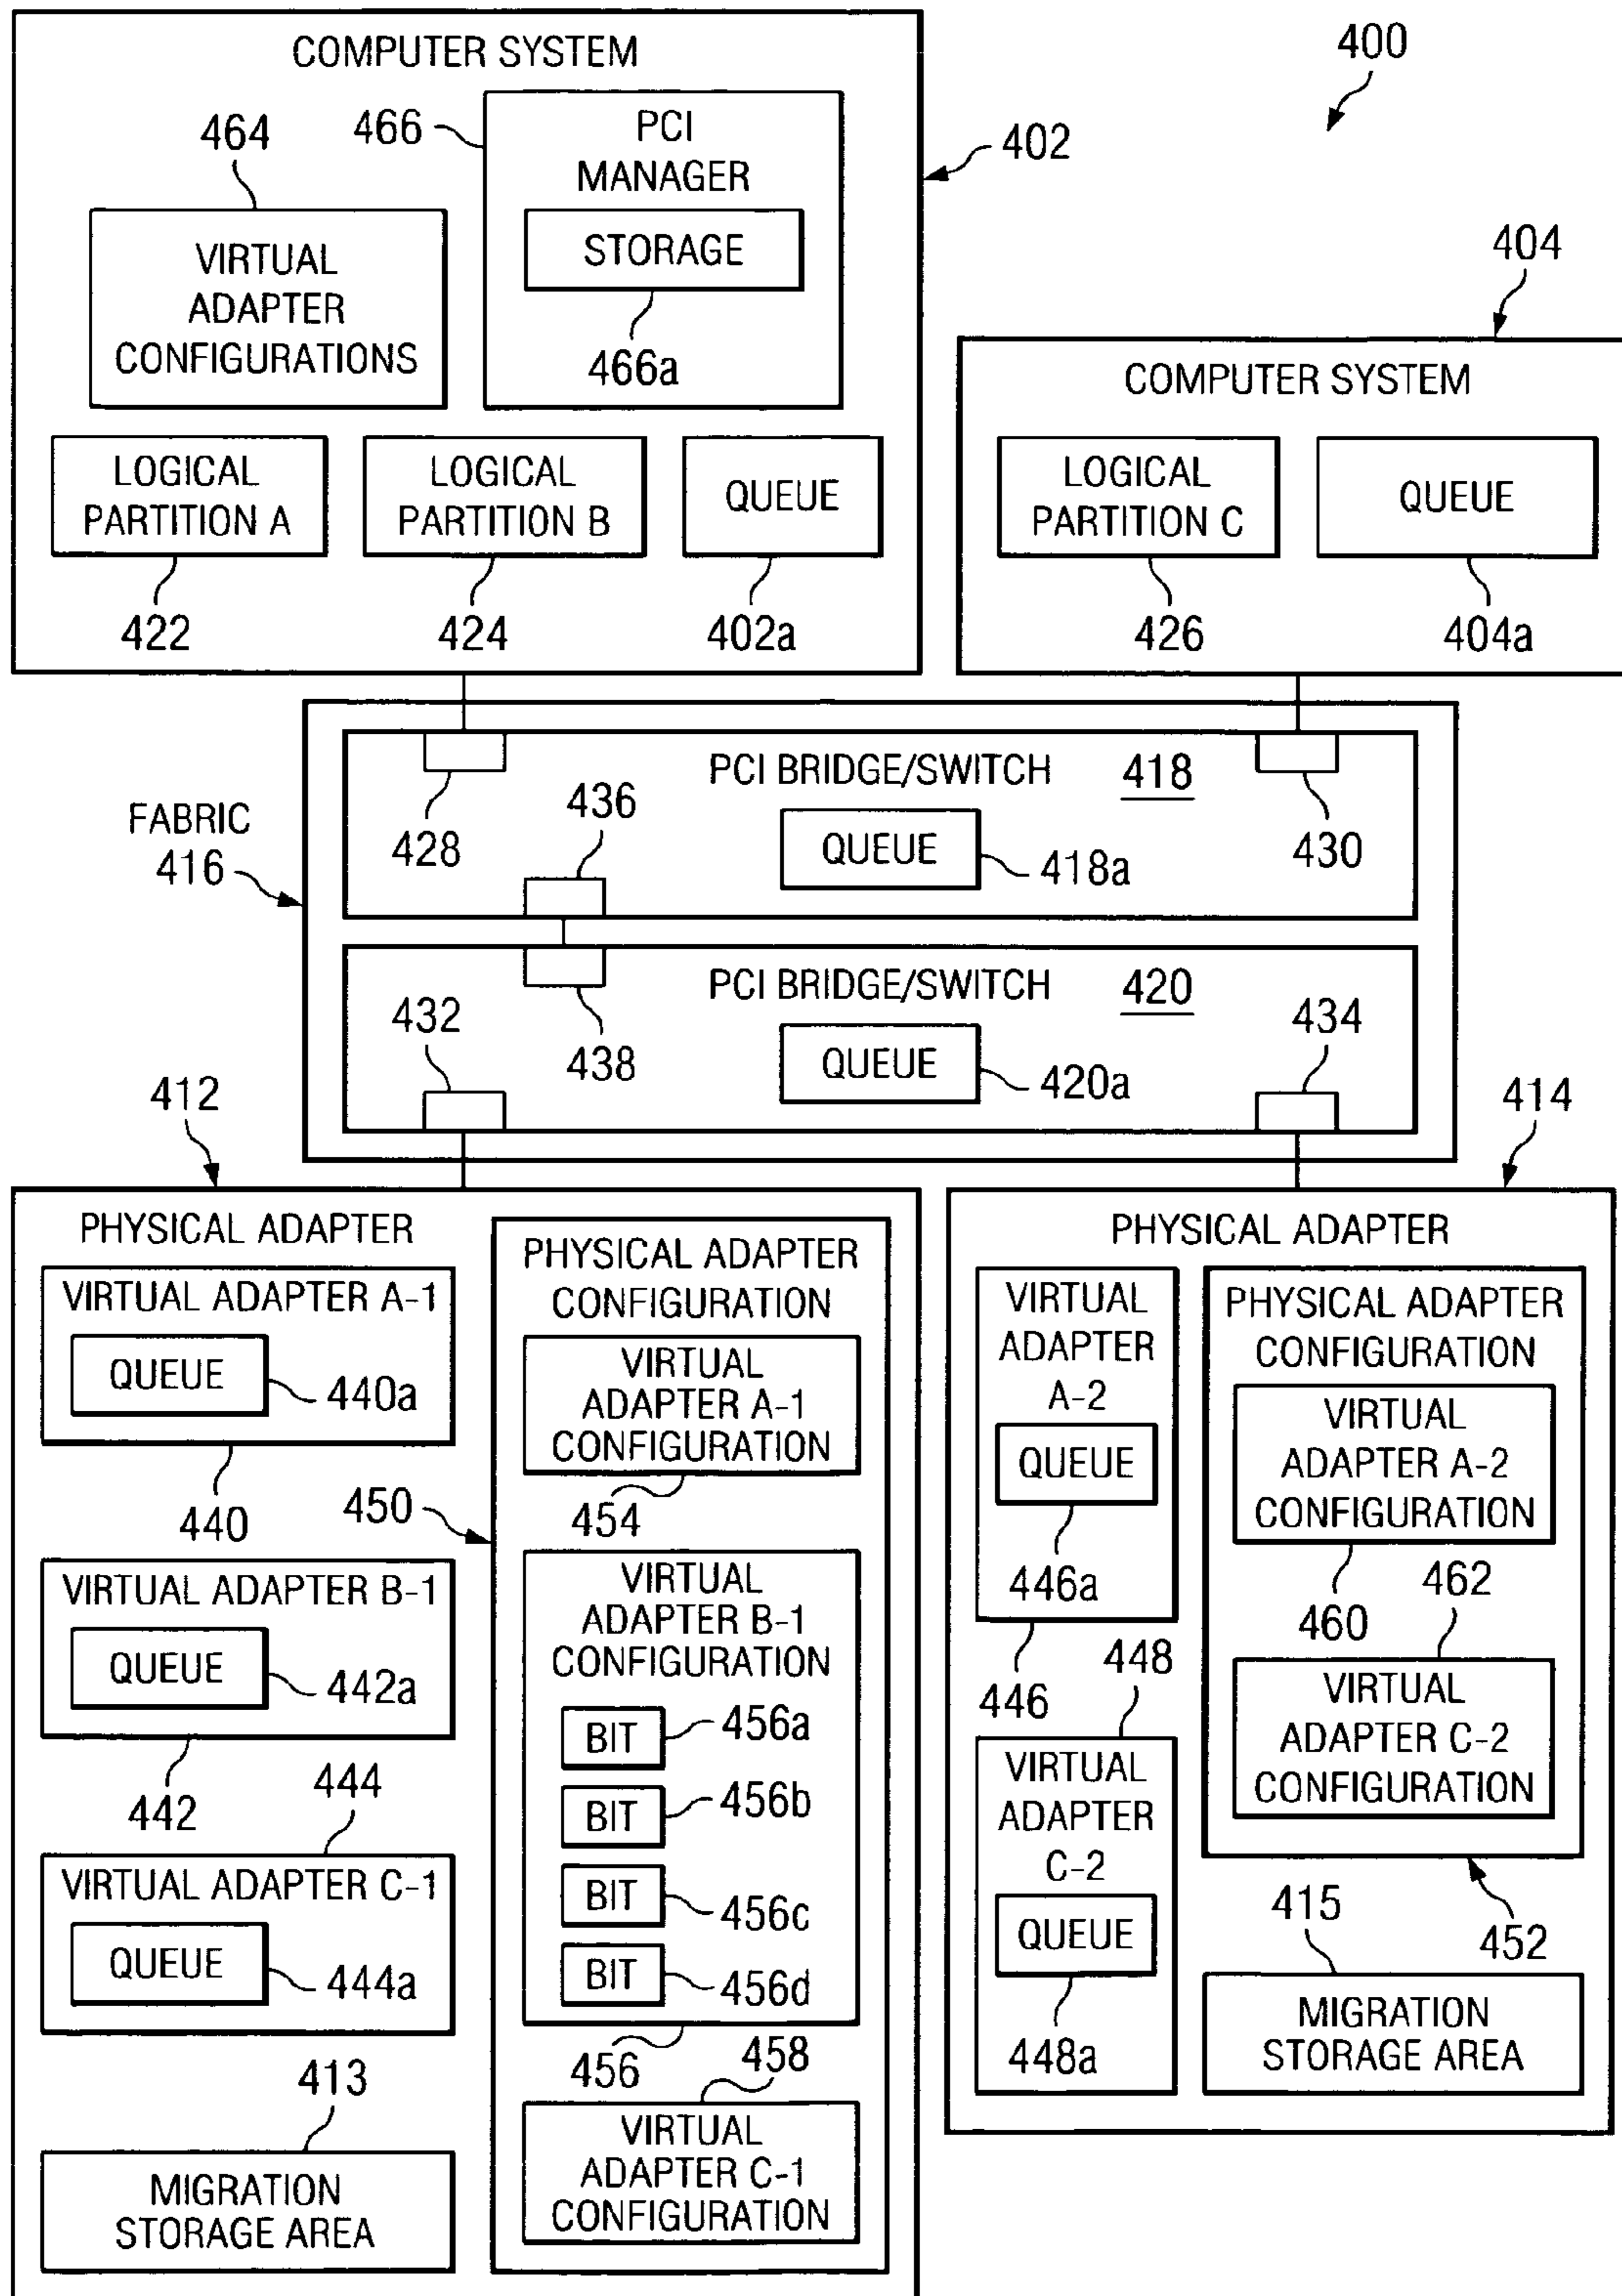 400
COMPUTER SYSTEM
402
464
VIRTUAL
ADAPTER
CONFIGURATIONS
466
PCI
MANAGER
STORAGE
466a
LOGICAL
PARTITION A
422
LOGICAL
PARTITION B
424
QUEUE
402a
404
COMPUTER SYSTEM
LOGICAL
PARTITION C
426
QUEUE
404a
FABRIC
416
428
PCI BRIDGE/SWITCH
418
430
436
QUEUE
418a
438
PCI BRIDGE/SWITCH
420
432
QUEUE
420a
434
412
PHYSICAL ADAPTER
VIRTUAL ADAPTER A-1
QUEUE
440a
440
VIRTUAL ADAPTER B-1
QUEUE
442a
442
444
VIRTUAL ADAPTER C-1
QUEUE
444a
413
MIGRATION
STORAGE AREA
450
PHYSICAL ADAPTER
CONFIGURATION
VIRTUAL
ADAPTER A-1
CONFIGURATION
454
VIRTUAL
ADAPTER B-1
CONFIGURATION
BIT
456a
BIT
456b
BIT
456c
BIT
456d
456
458
VIRTUAL
ADAPTER C-1
CONFIGURATION
414
PHYSICAL ADAPTER
VIRTUAL
ADAPTER
A-2
QUEUE
446a
446
448
VIRTUAL
ADAPTER
C-2
QUEUE
448a
PHYSICAL ADAPTER
CONFIGURATION
VIRTUAL
ADAPTER A-2
CONFIGURATION
460
462
VIRTUAL
ADAPTER C-2
CONFIGURATION
452
415
MIGRATION
STORAGE AREA